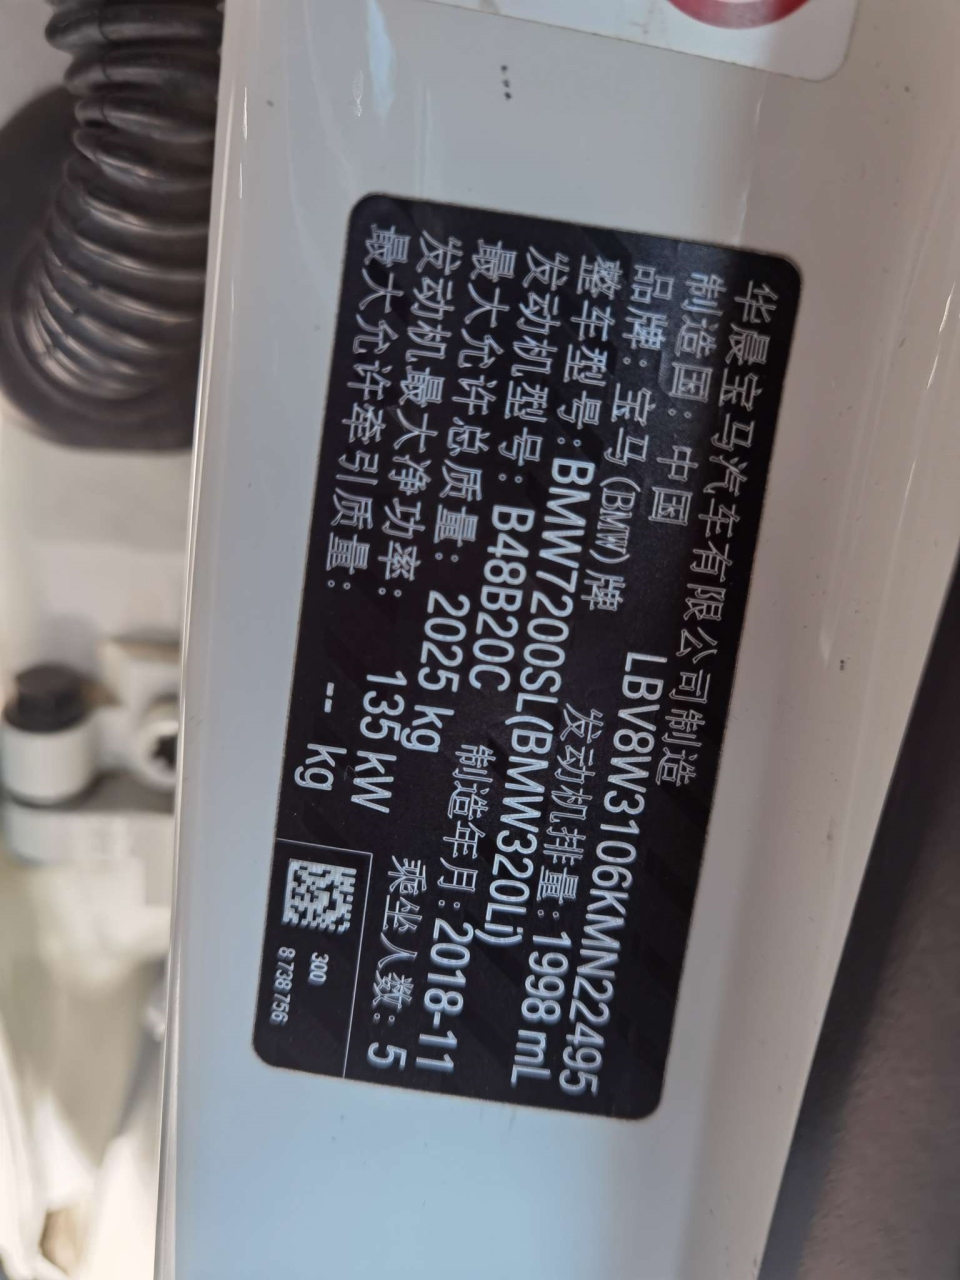 华晨宝马汽车有限公司制造
制造国：中国
品牌：宝马(BMW)牌 LBV8W3106KMN22495
整车型号：BMW7200SL(BMW320Li)
发动机型号：B48B20C 发动机排量：1998 mL
最大允许总质量：2025 kg 制造年月：2018-11
发动机最大净功率：135 kW 乘坐人数：5
最大允许牵引质量：-- kg
300
8 738 756